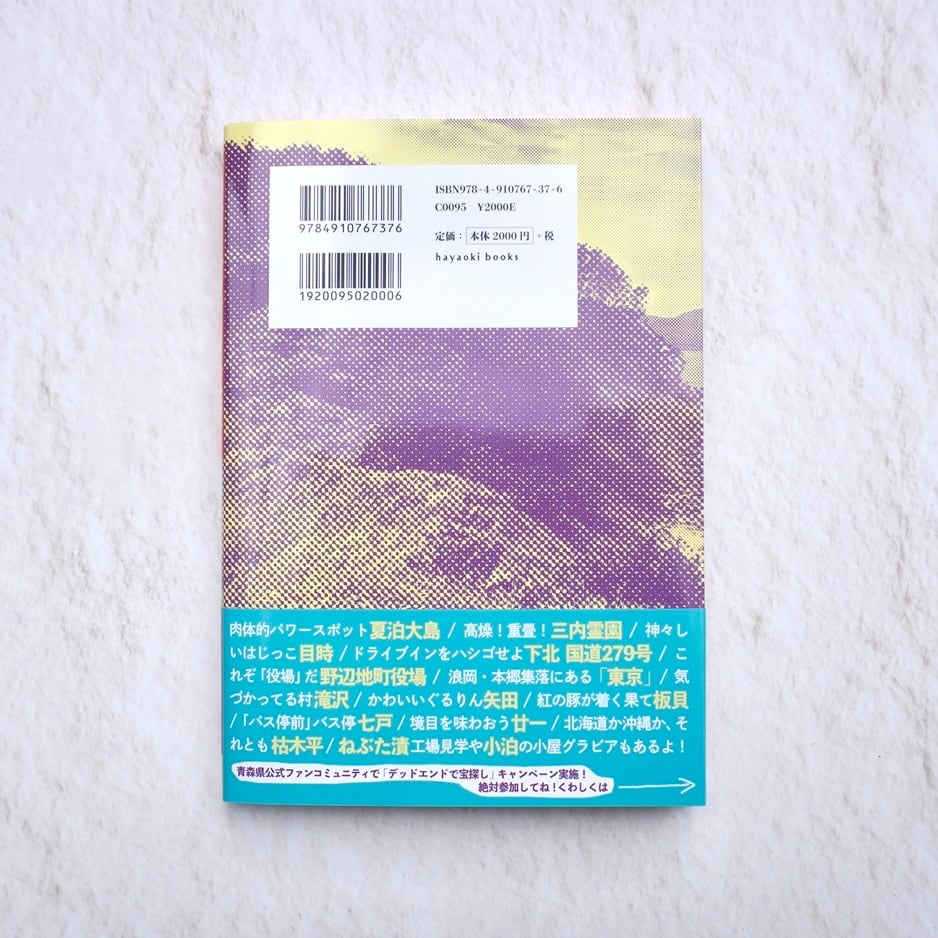 ISBN978-4-910767-37-6
C0095 ¥2000E
9784910767376
定価：本体2000円＋税
hayaoki books
1920095020006
肉体的パワースポット夏泊大島 / 高燥！重畳！三内霊園 / 神々し
いはじっこ目時 / ドライブインをハシゴせよ下北 国道279号 / こ
れぞ「役場」だ野辺地町役場 / 浪岡・本郷集落にある「東京」 / 気
づかってる村滝沢 / かわいいぐるりん矢田 / 紅の豚が着く果て板貝
/「バス停前」バス停七戸 / 境目を味わおう廿一 / 北海道か沖縄か、そ
れとも枯木平 / ねぶた漬工場見学や小泊の小屋グラビアもあるよ！
青森県公式ファンコミュニティで「デッドエンドで宝探し」キャンペーン実施！
絶対参加してね！くわしくは